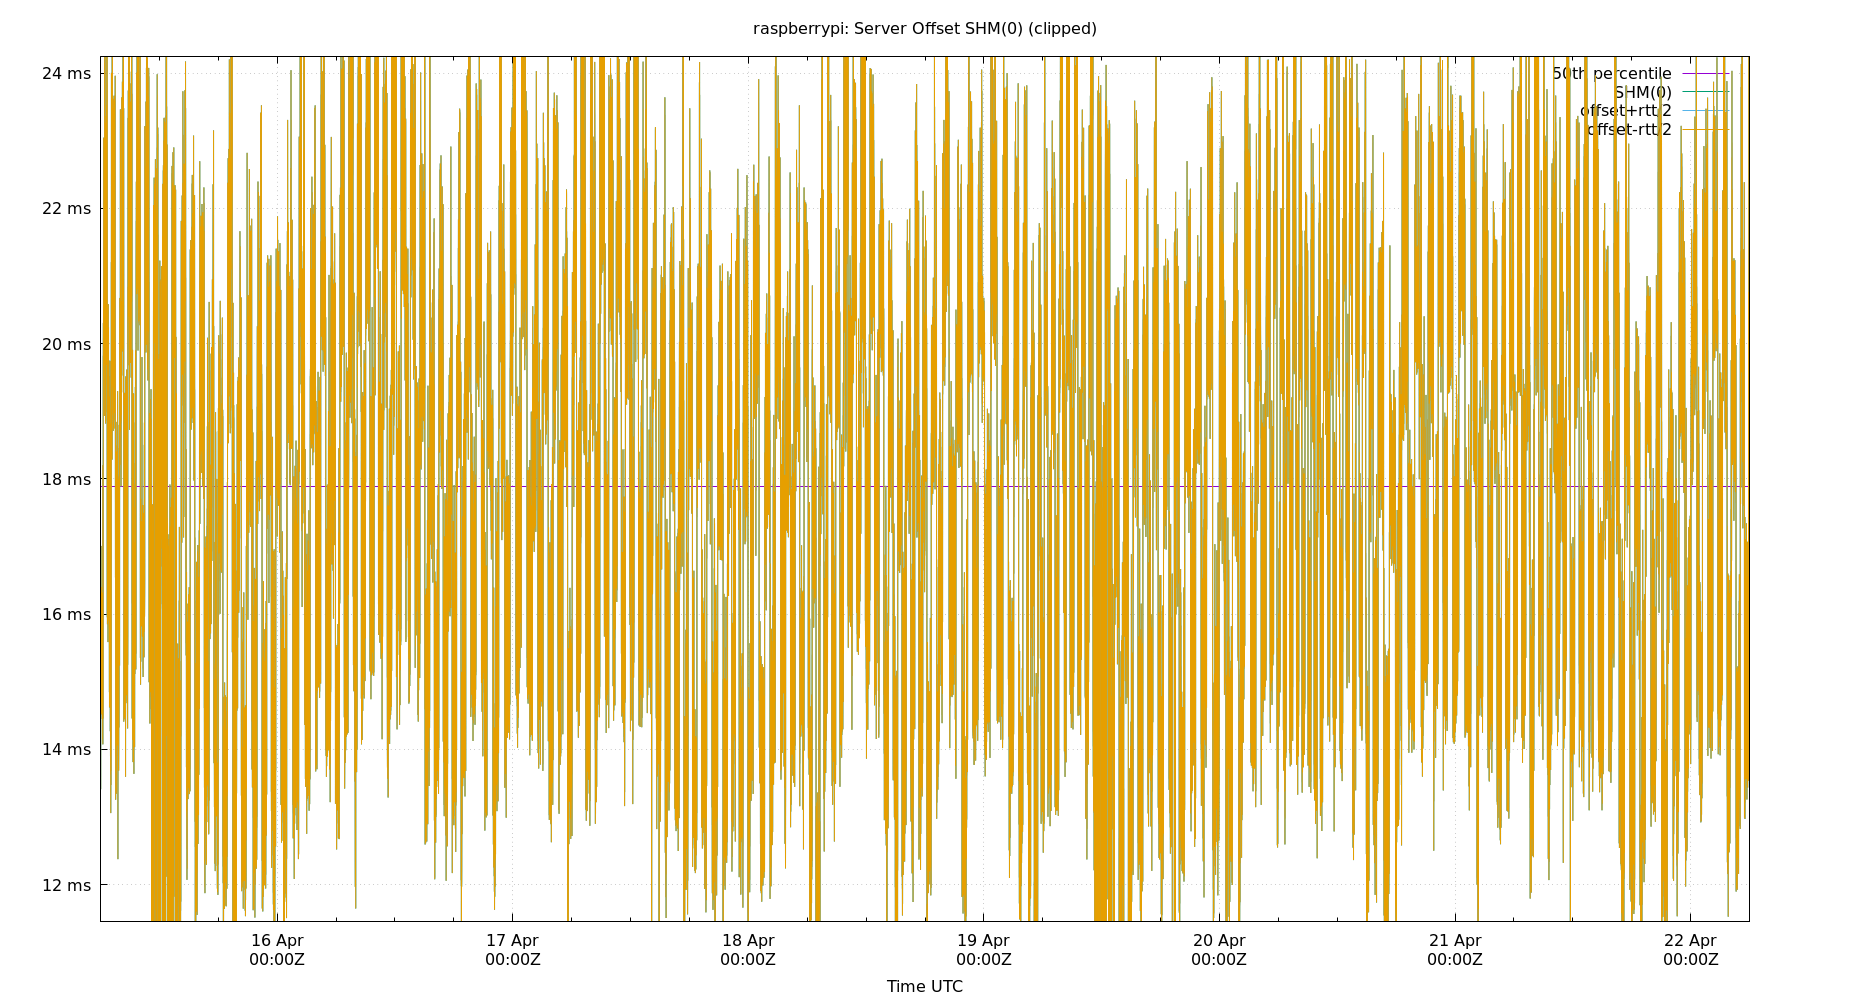 raspberrypi: Server Offset SHM(0) (clipped)
24 ms
22 ms
20 ms
18 ms
16 ms
14 ms
12 ms
50th percentile
SHM(0)
offset+rtt/2
offset-rtt/2
16 Apr 17 Apr 18 Apr 19 Apr 20 Apr 21 Apr 22 Apr
00:00Z 00:00Z 00:00Z 00:00Z 00:00Z 00:00Z 00:00Z
Time UTC